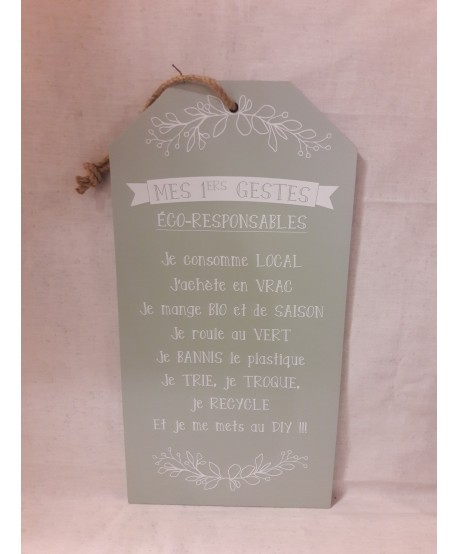 MES 1ERS GESTES
ÉCO-RESPONSABLES
Je consomme LOCAL
J'achète en VRAC
Je mange BIO et de SAISON
Je roule au VERT
Je BANNIS le plastique
Je TRIE, je TROQUE,
je RECYCLE
Et je me mets au DIY !!!